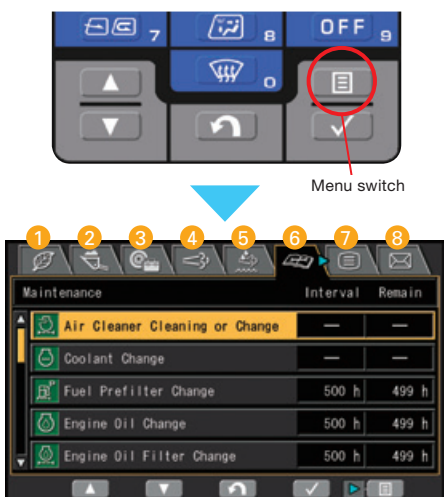 7 8 OFF 9
0
Menu switch
1 2 3 4 5 6 7 8
Maintenance Interval Remain
Air Cleaner Cleaning or Change — —
Coolant Change — —
Fuel Prefilter Change 500 h 499 h
Engine Oil Change 500 h 499 h
Engine Oil Filter Change 500 h 499 h